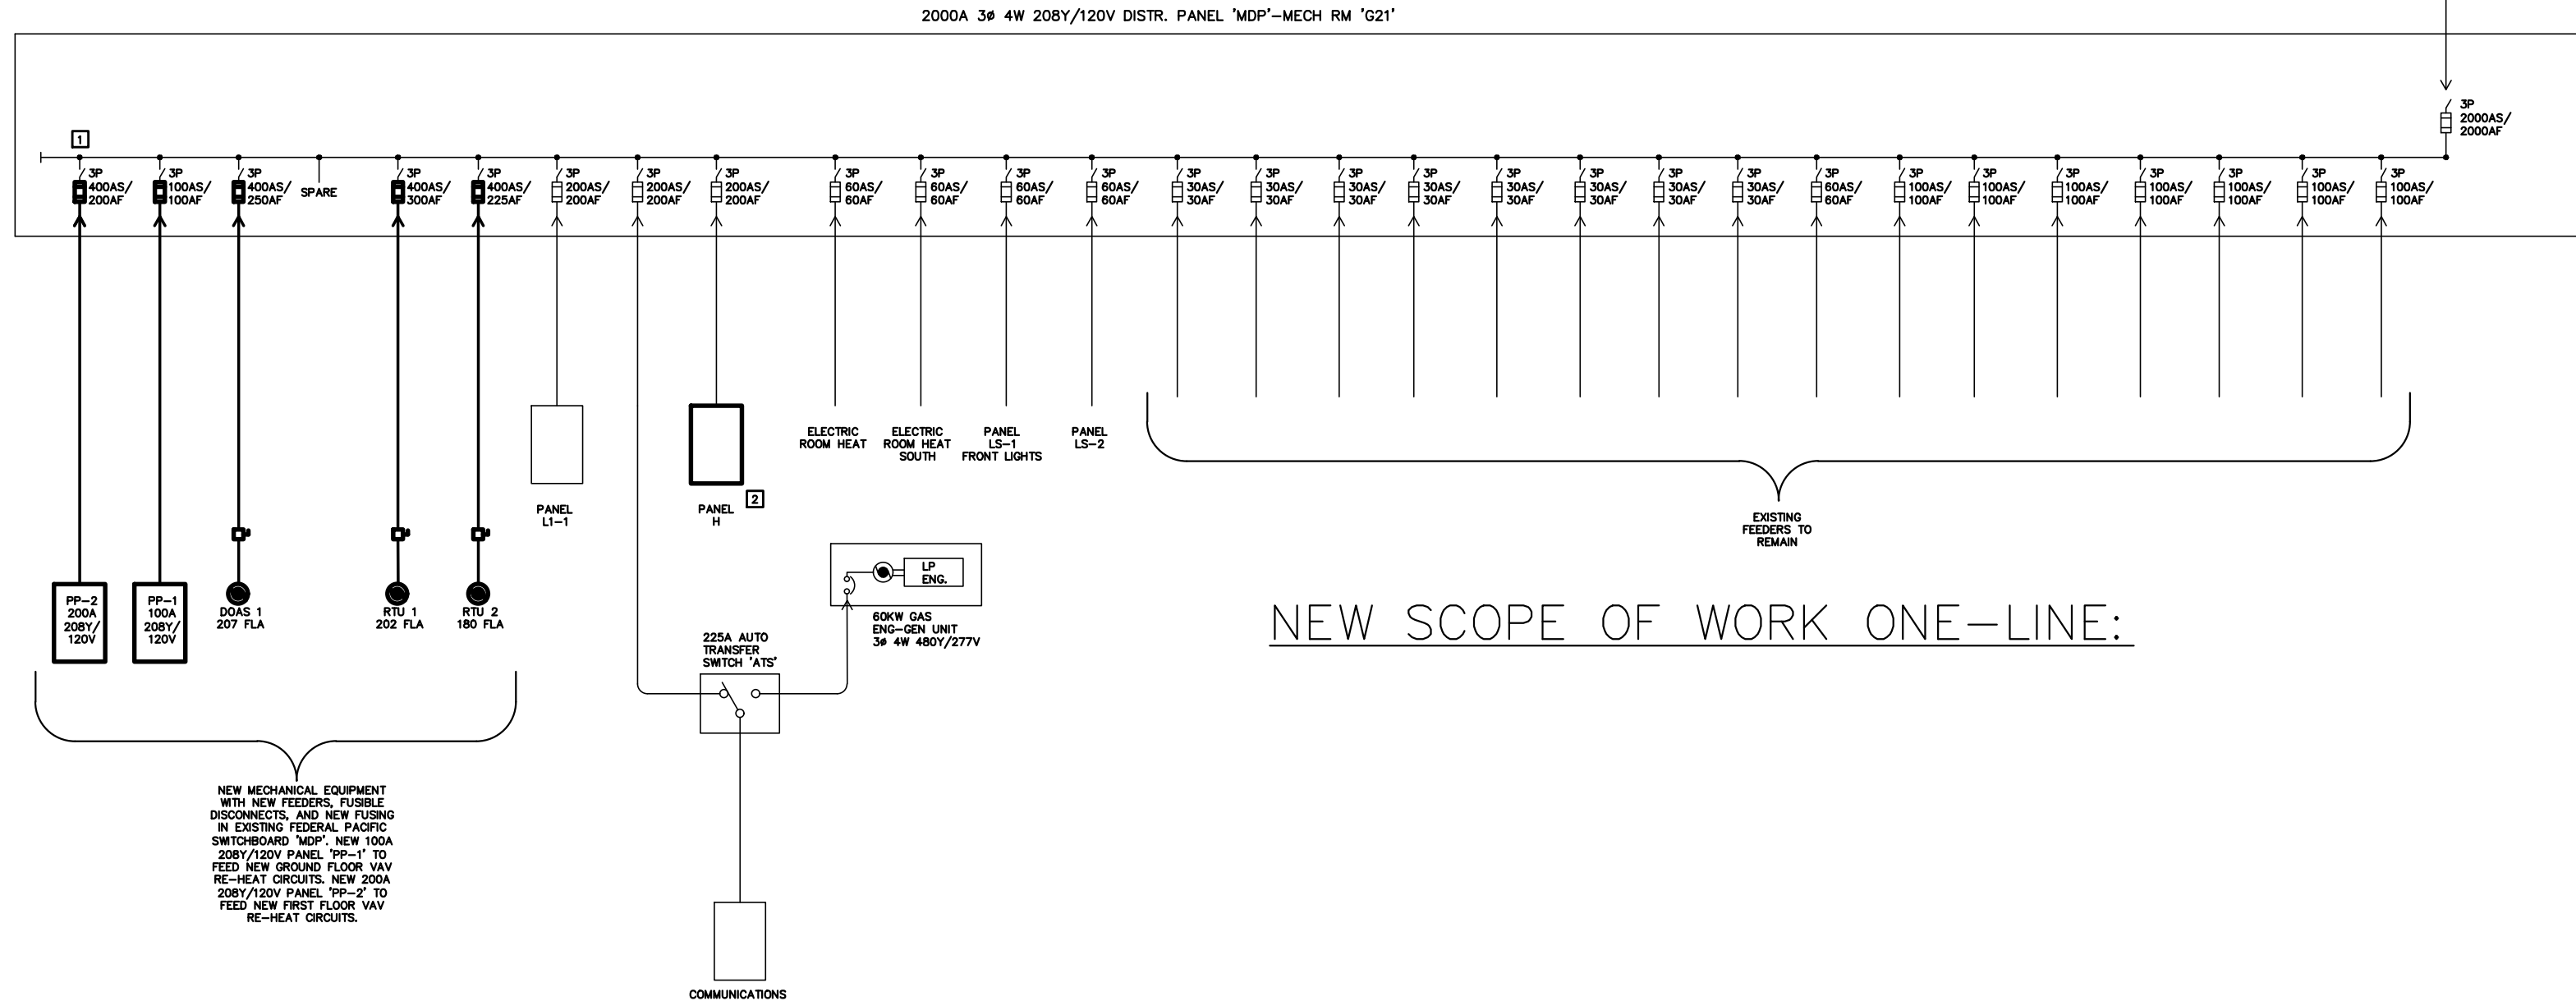 2000A 3ø 4W 208Y/120V DISTR. PANEL 'MDP'-MECH RM 'G21'
3P
2000AS/
2000AF
1
3P
400AS/
200AF
3P
100AS/
100AF
3P
400AS/
250AF
SPARE
3P
400AS/
300AF
3P
400AS/
225AF
3P
200AS/
200AF
3P
200AS/
200AF
3P
200AS/
200AF
3P
60AS/
60AF
3P
60AS/
60AF
3P
60AS/
60AF
3P
60AS/
60AF
3P
30AS/
30AF
3P
30AS/
30AF
3P
30AS/
30AF
3P
30AS/
30AF
3P
30AS/
30AF
3P
30AS/
30AF
3P
30AS/
30AF
3P
30AS/
30AF
3P
60AS/
60AF
3P
100AS/
100AF
3P
100AS/
100AF
3P
100AS/
100AF
3P
100AS/
100AF
3P
100AS/
100AF
3P
100AS/
100AF
3P
100AS/
100AF
ELECTRIC
ROOM HEAT
ELECTRIC
ROOM HEAT
SOUTH
PANEL
LS-1
FRONT LIGHTS
PANEL
LS-2
PANEL
L1-1
PANEL
H
2
EXISTING
FEEDERS TO
REMAIN
PP-2
200A
208Y/
120V
PP-1
100A
208Y/
120V
DOAS 1
207 FLA
RTU 1
202 FLA
RTU 2
180 FLA
LP
ENG.
60KW GAS
ENG-GEN UNIT
3ø 4W 480Y/277V
225A AUTO
TRANSFER
SWITCH 'ATS'
NEW SCOPE OF WORK ONE-LINE:
NEW MECHANICAL EQUIPMENT
WITH NEW FEEDERS, FUSIBLE
DISCONNECTS, AND NEW FUSING
IN EXISTING FEDERAL PACIFIC
SWITCHBOARD 'MDP'. NEW 100A
208Y/120V PANEL 'PP-1' TO
FEED NEW GROUND FLOOR VAV
RE-HEAT CIRCUITS. NEW 200A
208Y/120V PANEL 'PP-2' TO
FEED NEW FIRST FLOOR VAV
RE-HEAT CIRCUITS.
COMMUNICATIONS